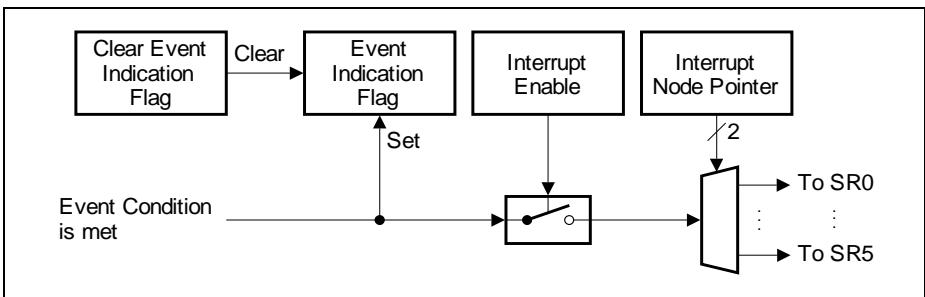 Clear Event
Indication
Flag
Clear
Event
Indication
Flag
Interrupt
Enable
Interrupt
Node Pointer
Set
2
Event Condition
is met
To SR0
To SR5